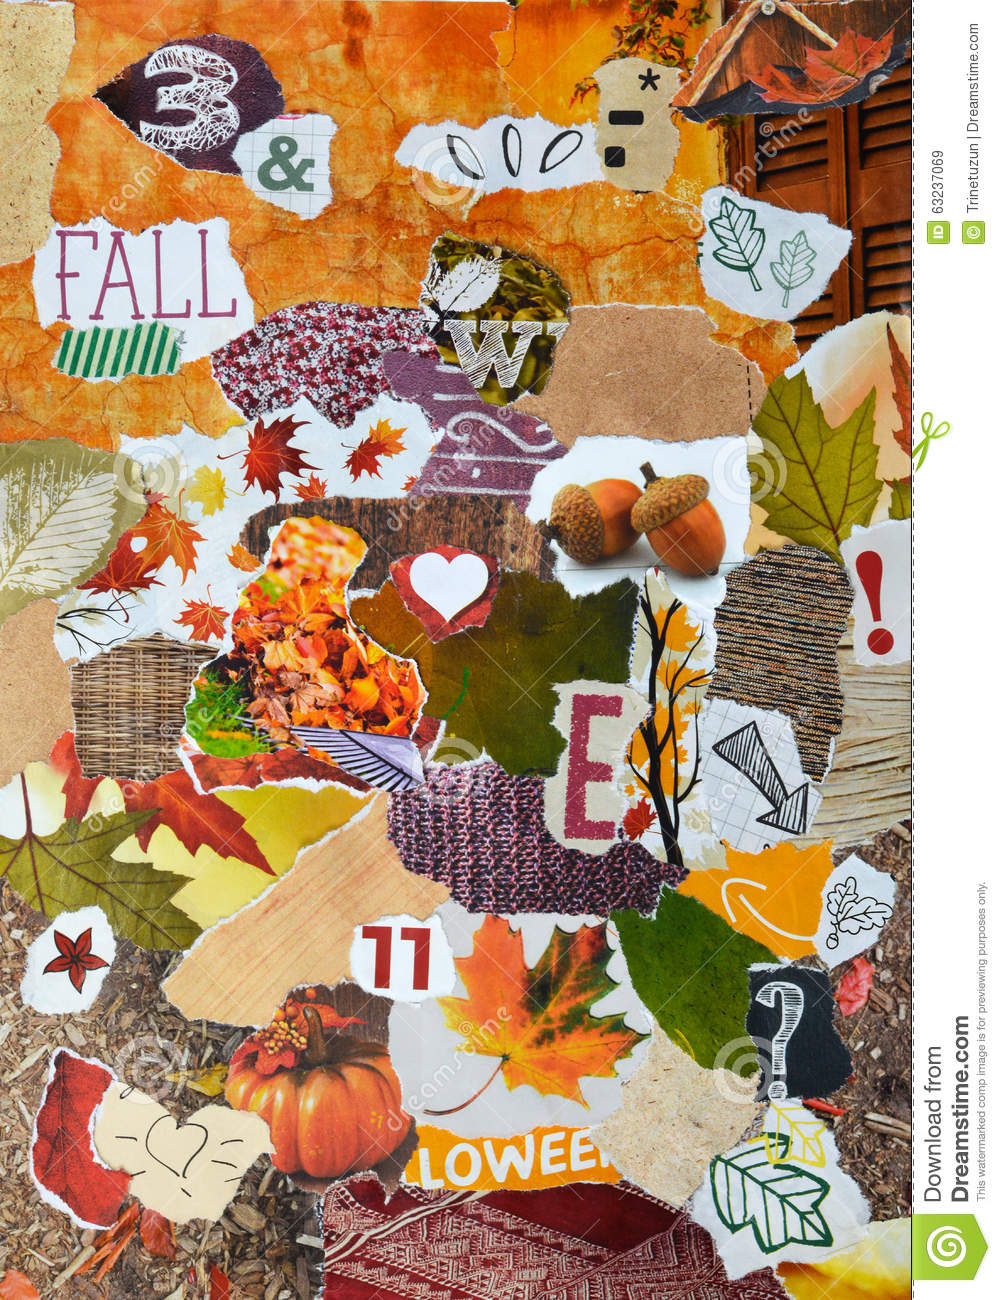 3
&
*
FALL
W
!
E
11
?
LOWEE
dreamstime
ID 63237069
© Trinetuzun | Dreamstime.com
Download from
Dreamstime.com
This watermarked comp image is for previewing purposes only.